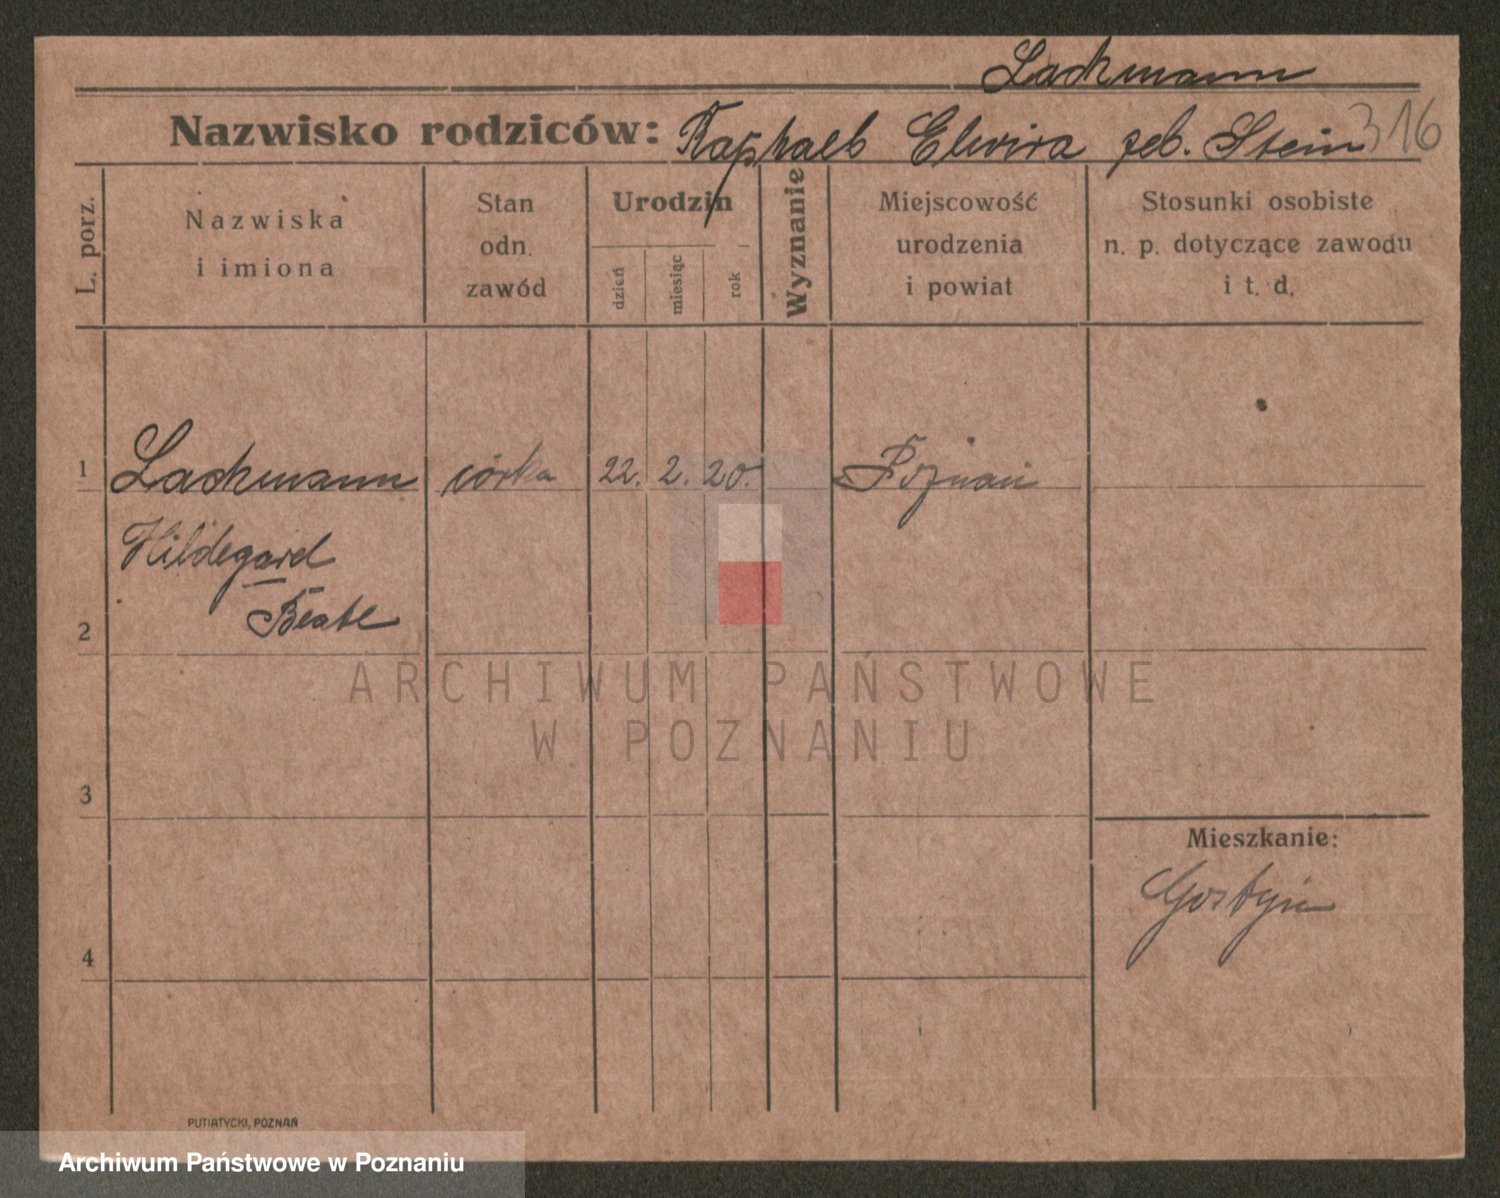 Lachmann
Nazwisko rodziców: Raphaeb Elwira geb. Stein 316
L. porz.
Nazwiska
i imiona
Stan
odn.
zawód
Urodzin
dzień
miesiąc
rok
Wyznanie
Miejscowość
urodzenia
i powiat
Stosunki osobiste
n. p. dotyczące zawodu
i t. d.
1 Lachmann córka 22. 2. 20. Poznań
Hildegard
Beate
2
ARCHIWUM PAŃSTWOWE
W POZNANIU
3
Mieszkanie:
Gostyń
4
PUTIATYCKI, POZNAŃ
Archiwum Państwowe w Poznaniu